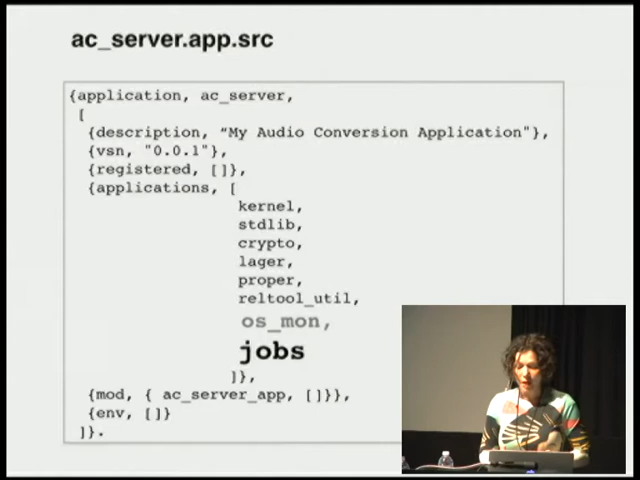 ac_server.app.src
{application, ac_server,
[
{description, “My Audio Conversion Application"},
{vsn, "0.0.1"},
{registered, []},
{applications, [
kernel,
stdlib,
crypto,
lager,
proper,
reltool_util,
os_mon,
jobs
]},
{mod, { ac_server_app, []}},
{env, []}
]}.